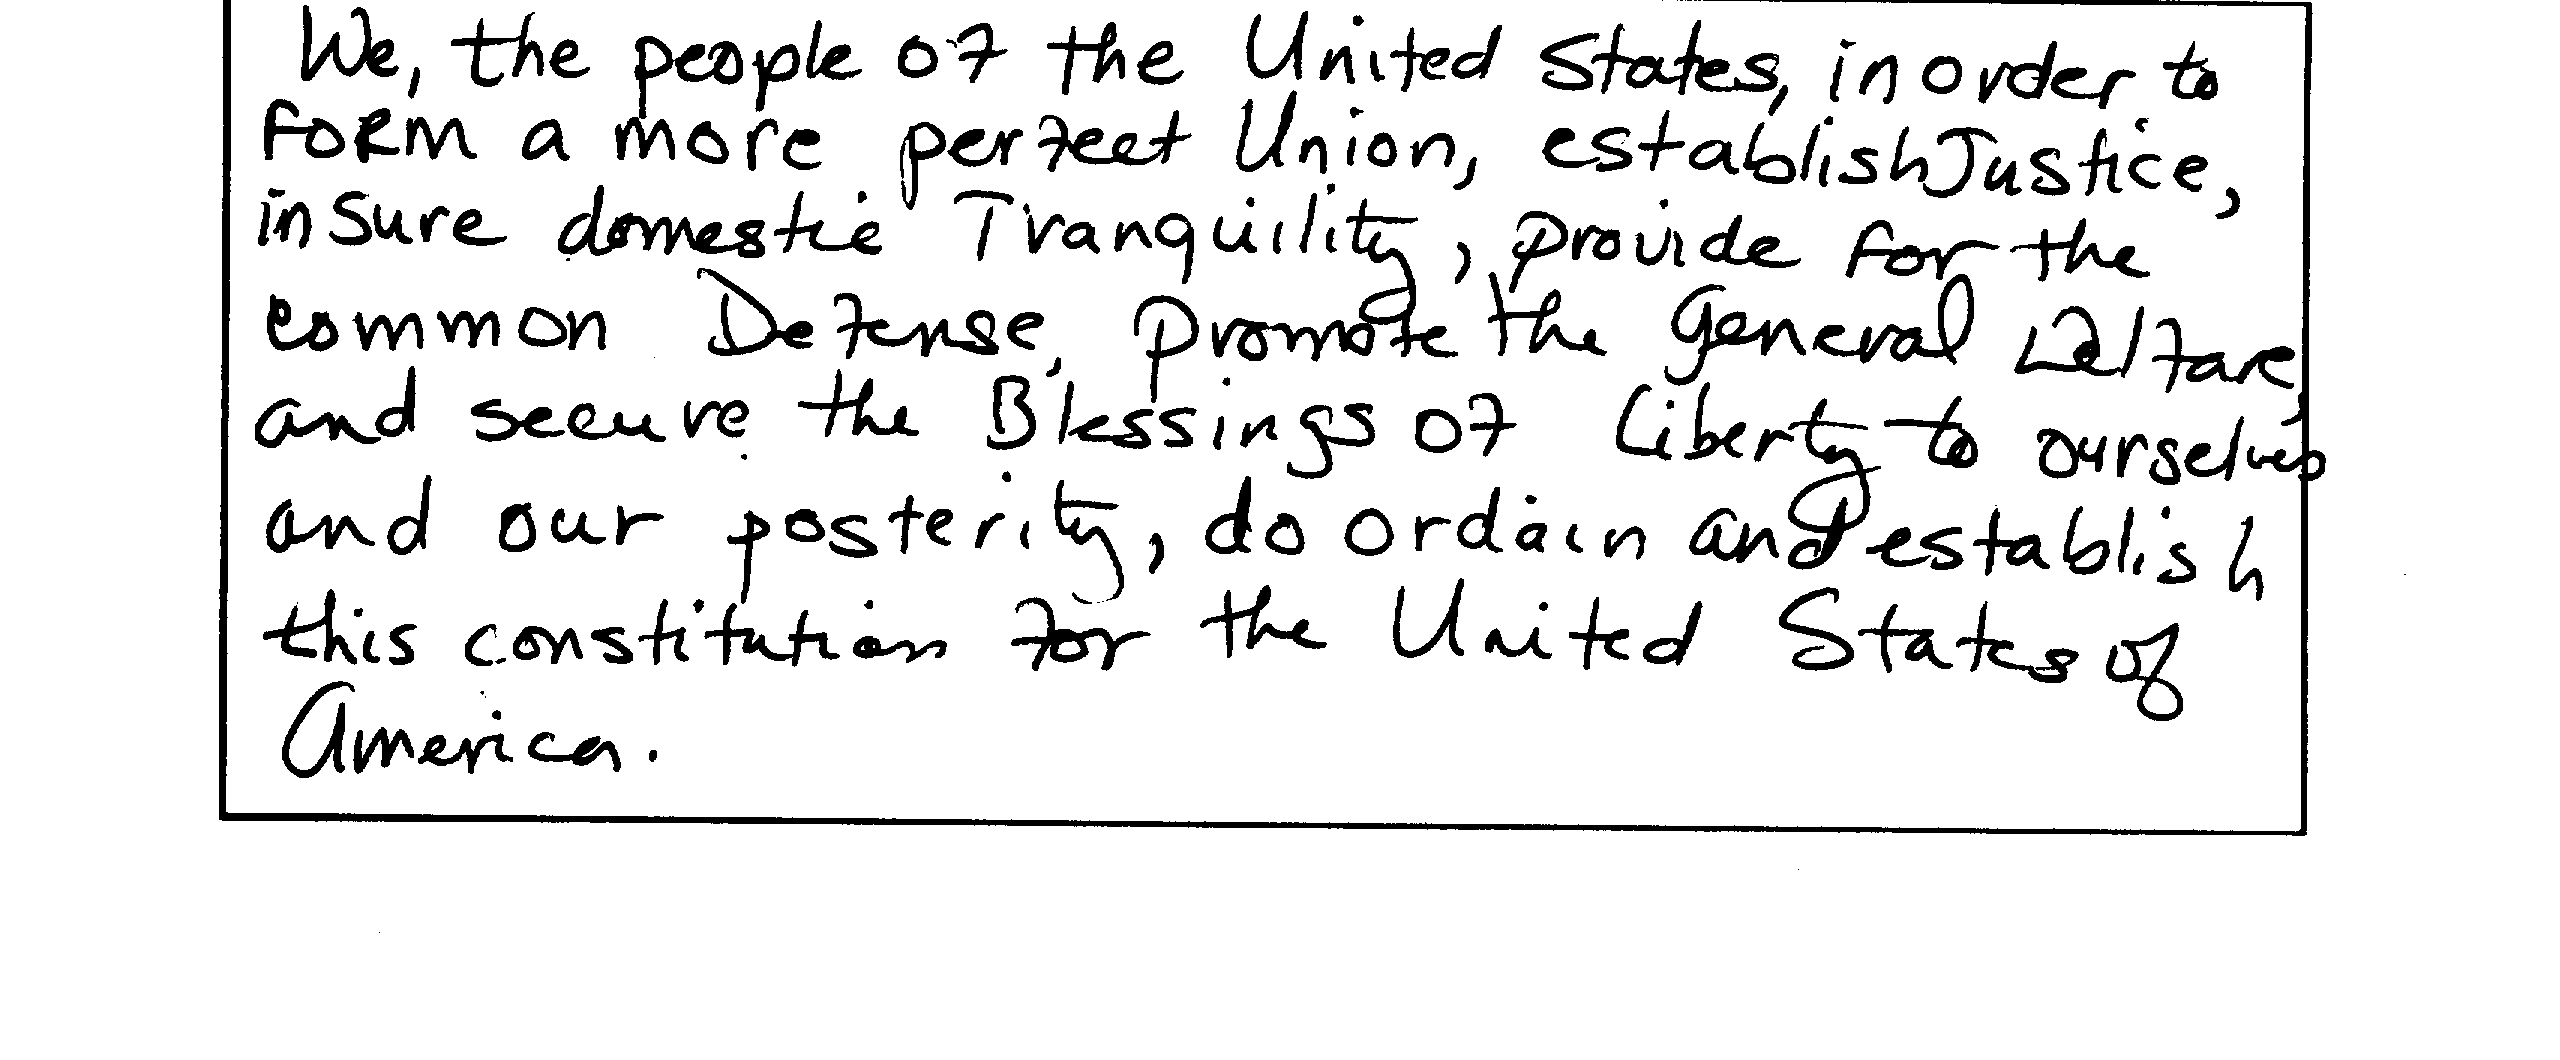 We, the people of the United States, in order to
form a more perfect Union, establish Justice,
insure domestic Tranquility, provide for the
common Defense, promote the General Welfare,
and secure the Blessings of Liberty to ourselves
and our posterity, do ordain and establish
this constitution for the United States of
America.